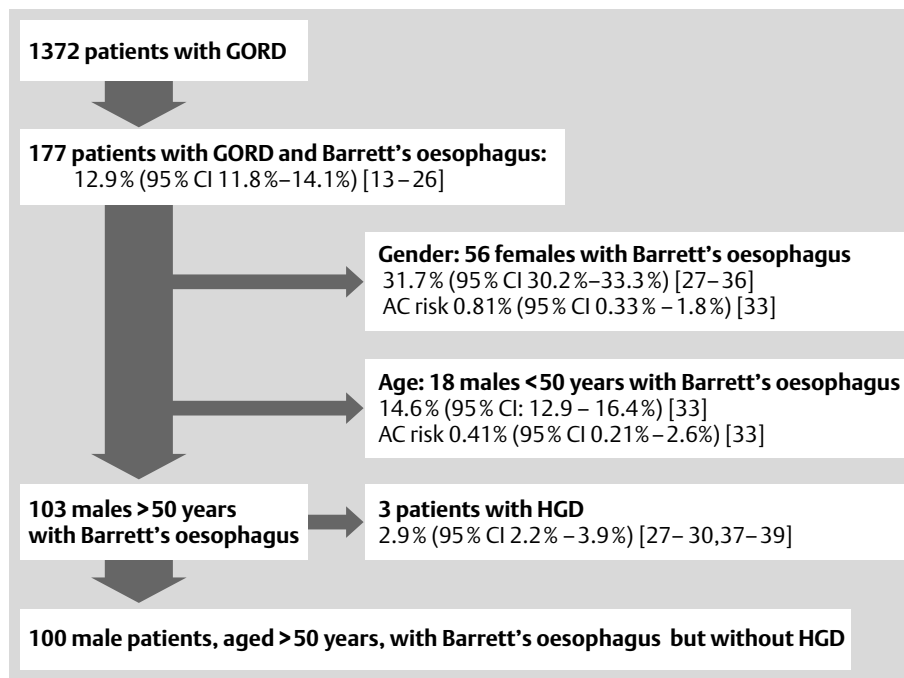 1372 patients with GORD
177 patients with GORD and Barrett's oesophagus:
12.9% (95% CI 11.8%–14.1%) [13–26]
Gender: 56 females with Barrett's oesophagus
31.7% (95% CI 30.2%–33.3%) [27–36]
AC risk 0.81% (95% CI 0.33%–1.8%) [33]
Age: 18 males <50 years with Barrett's oesophagus
14.6% (95% CI: 12.9–16.4%) [33]
AC risk 0.41% (95% CI 0.21%–2.6%) [33]
103 males >50 years
with Barrett's oesophagus
3 patients with HGD
2.9% (95% CI 2.2%–3.9%) [27–30,37–39]
100 male patients, aged >50 years, with Barrett's oesophagus but without HGD